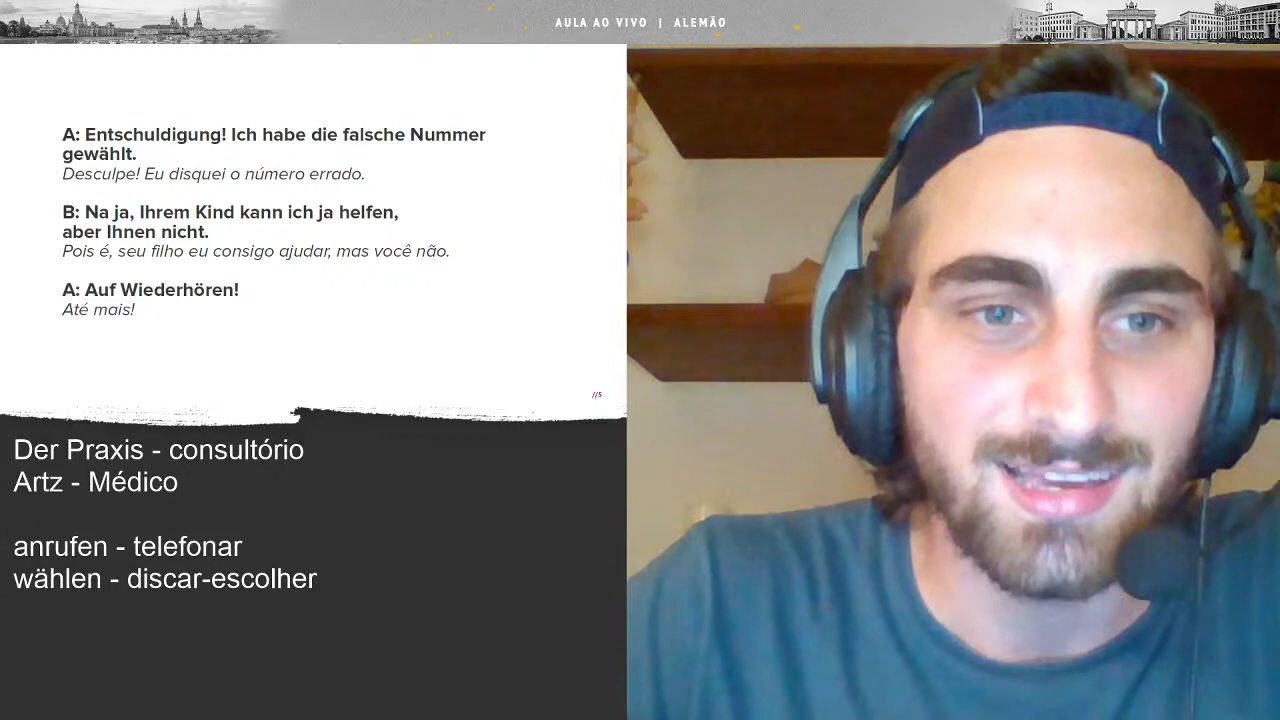 AULA AO VIVO | ALEMÃO
A: Entschuldigung! Ich habe die falsche Nummer
gewählt.
Desculpe! Eu disquei o número errado.
B: Na ja, Ihrem Kind kann ich ja helfen,
aber Ihnen nicht.
Pois é, seu filho eu consigo ajudar, mas você não.
A: Auf Wiederhören!
Até mais!
//5
Der Praxis - consultório
Artz - Médico
anrufen - telefonar
wählen - discar-escolher